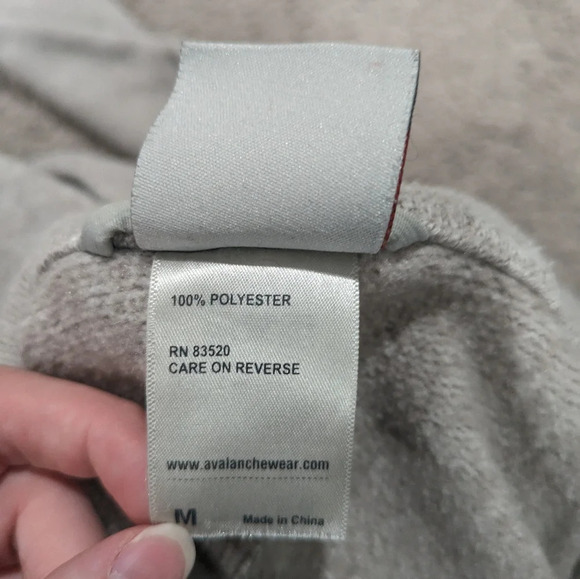 100% POLYESTER
RN 83520
CARE ON REVERSE
www.avalanchewear.com
M Made in China